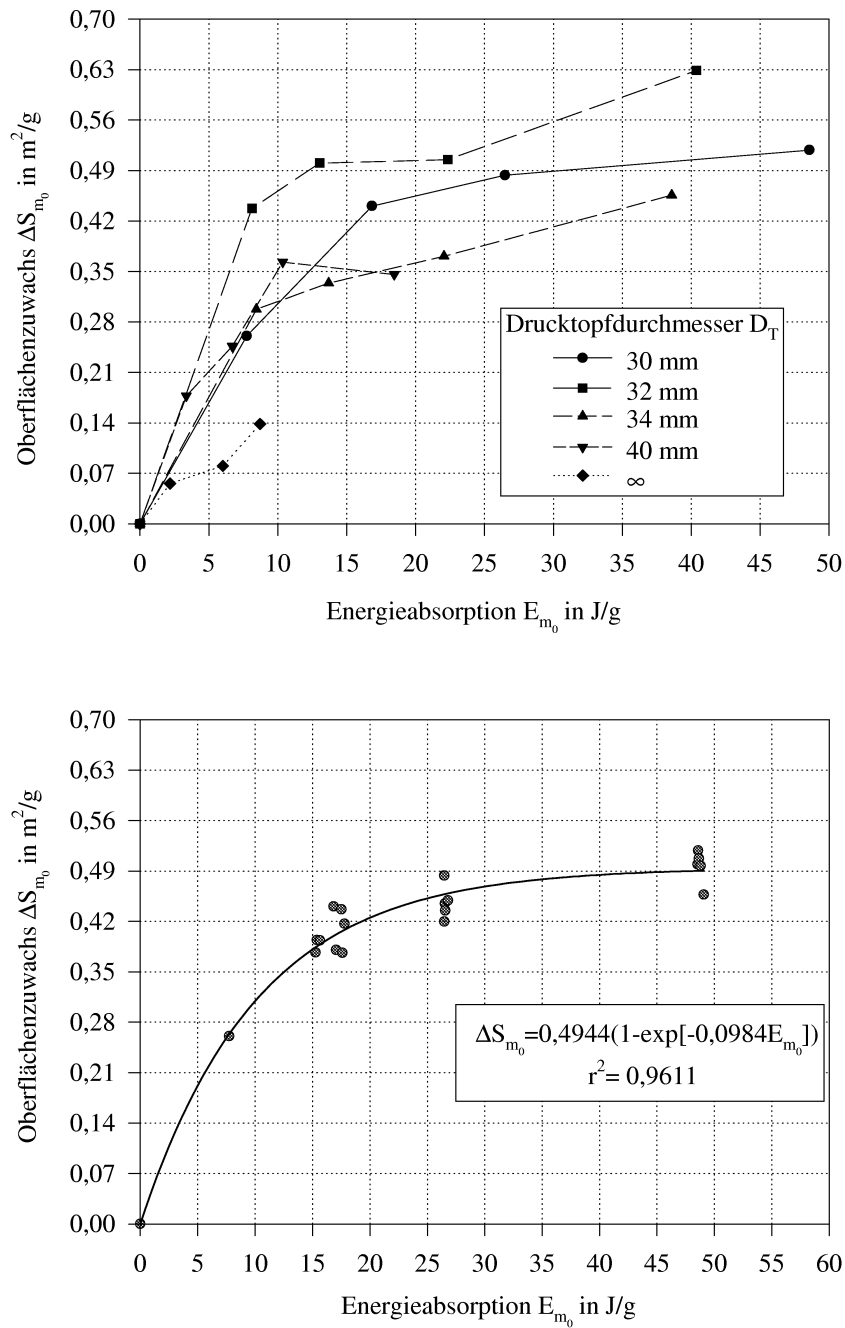 0,70
0,63
0,56
0,49
0,42
0,35
0,28
0,21
0,14
0,07
0,00
Oberflächenzuwachs ΔS_m₀ in m²/g
Drucktopfdurchmesser D_T
30 mm
32 mm
34 mm
40 mm
∞
0 5 10 15 20 25 30 35 40 45 50
Energieabsorption E_m₀ in J/g
0,70
0,63
0,56
0,49
0,42
0,35
0,28
0,21
0,14
0,07
0,00
Oberflächenzuwachs ΔS_m₀ in m²/g
ΔS_m₀=0,4944(1-exp[-0,0984E_m₀])
r²= 0,9611
0 5 10 15 20 25 30 35 40 45 50 55 60
Energieabsorption E_m₀ in J/g